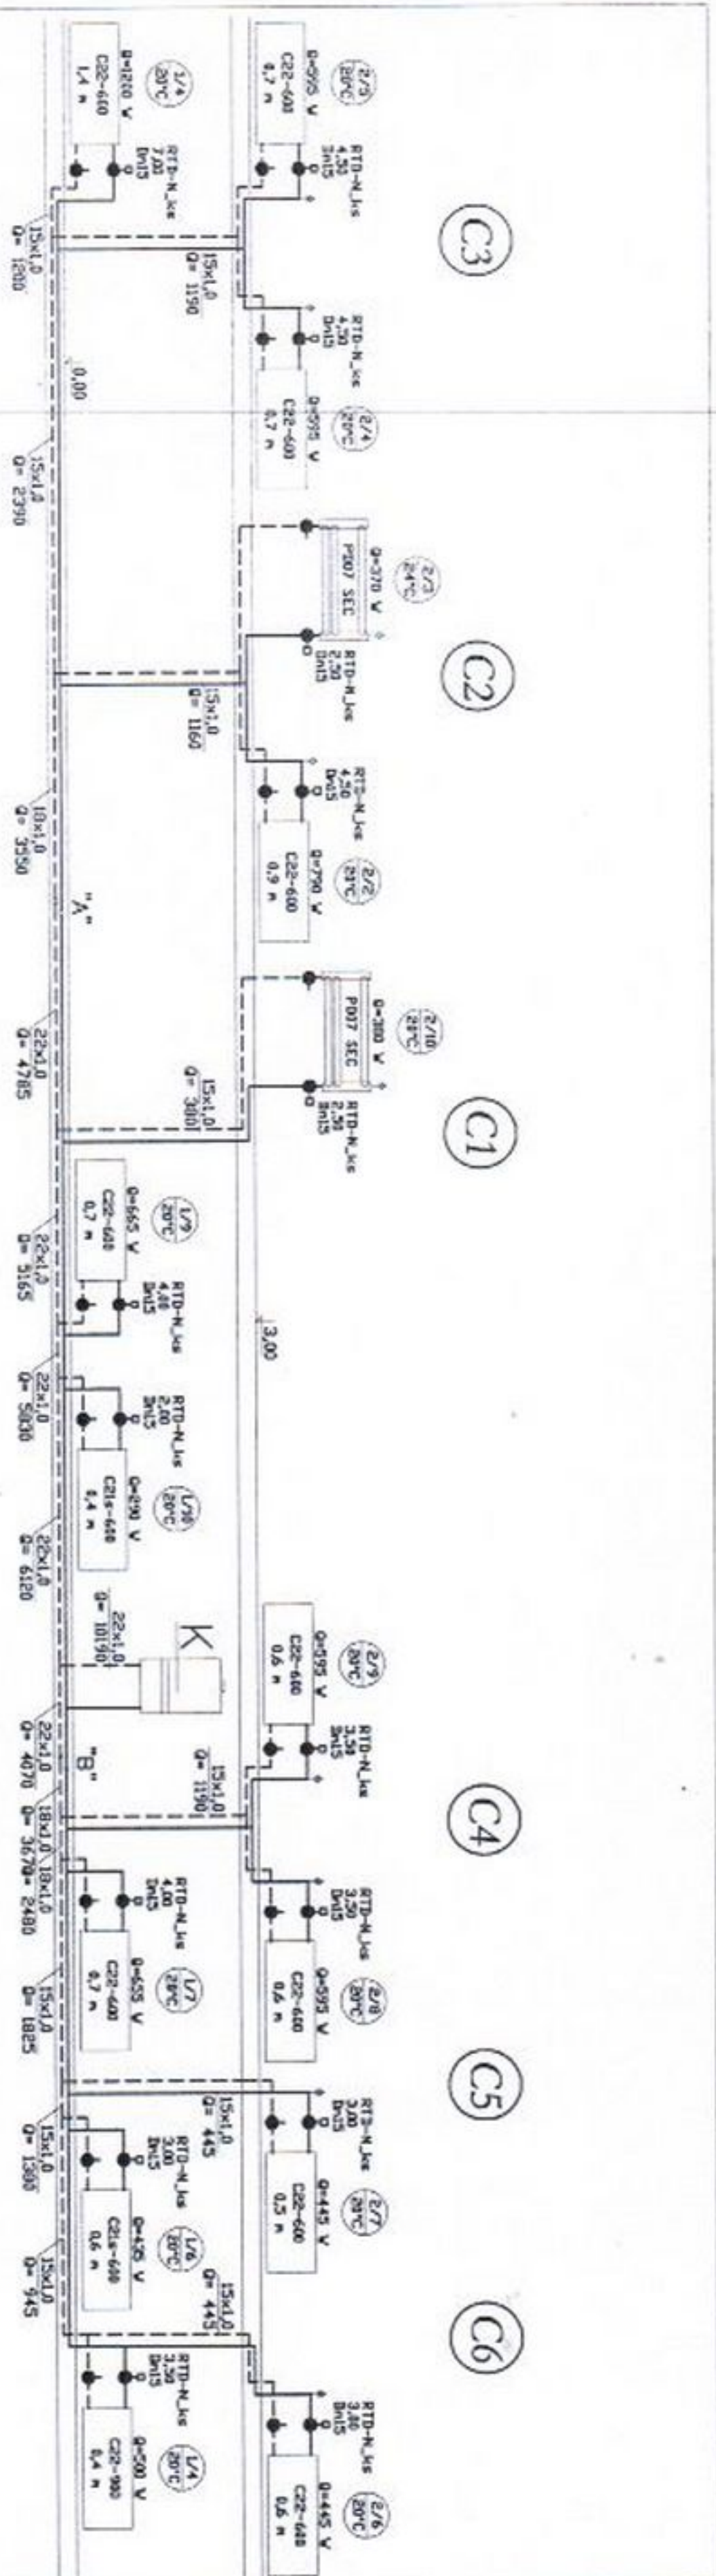 C3
C2
C1
C4
C5
C6
2/5
20°C
Q=595 W
C22-600
0,7 m
RTD-N_ks
4,50
Dn15
RTD-N_ks
4,50
Dn15
2/4
20°C
Q=595 W
C22-600
0,7 m
2/3
24°C
Q=370 W
PD07 SEC
RTD-N_ks
2,50
Dn15
RTD-N_ks
4,50
Dn15
2/2
20°C
Q=790 W
C22-600
0,9 m
2/10
Q=380 W
PD07 SEC
RTD-N_ks
2,50
Dn15
3,00
2/9
20°C
Q=595 W
C22-600
0,6 m
RTD-N_ks
3,50
Dn15
RTD-N_ks
3,50
Dn15
2/8
20°C
Q=595 W
C22-600
0,6 m
RTD-N_ks
3,00
Dn15
2/7
20°C
Q=445 W
C22-600
0,5 m
RTD-N_ks
3,00
Dn15
2/6
20°C
Q=445 W
C22-600
0,6 m
15x1,0
Q= 1190
15x1,0
Q= 1160
15x1,0
Q= 380
22x1,0
Q= 10190
K
15x1,0
Q= 1190
15x1,0
Q= 445
15x1,0
Q= 445
1/4
20°C
Q=1200 W
C22-600
1,4 m
RTD-N_ks
7,00
Dn15
0,00
"A"
1/9
20°C
Q=665 W
C22-600
0,7 m
RTD-N_ks
4,00
Dn15
RTD-N_ks
2,00
Dn15
1/10
20°C
Q=290 W
C21s-600
0,4 m
"B"
RTD-N_ks
4,00
Dn15
1/7
20°C
Q=655 W
C22-600
0,7 m
RTD-N_ks
3,00
Dn15
1/6
20°C
Q=435 W
C21s-600
0,6 m
RTD-N_ks
3,50
Dn15
1/4
20°C
Q=500 W
C22-900
0,4 m
15x1,0
Q= 1200
15x1,0
Q= 2390
18x1,0
Q= 3550
22x1,0
Q= 4785
22x1,0
Q= 5165
22x1,0
Q= 5830
22x1,0
Q= 6120
22x1,0
Q= 4070
18x1,0
Q= 3670
18x1,0
Q= 2480
15x1,0
Q= 1825
15x1,0
Q= 1380
15x1,0
Q= 945